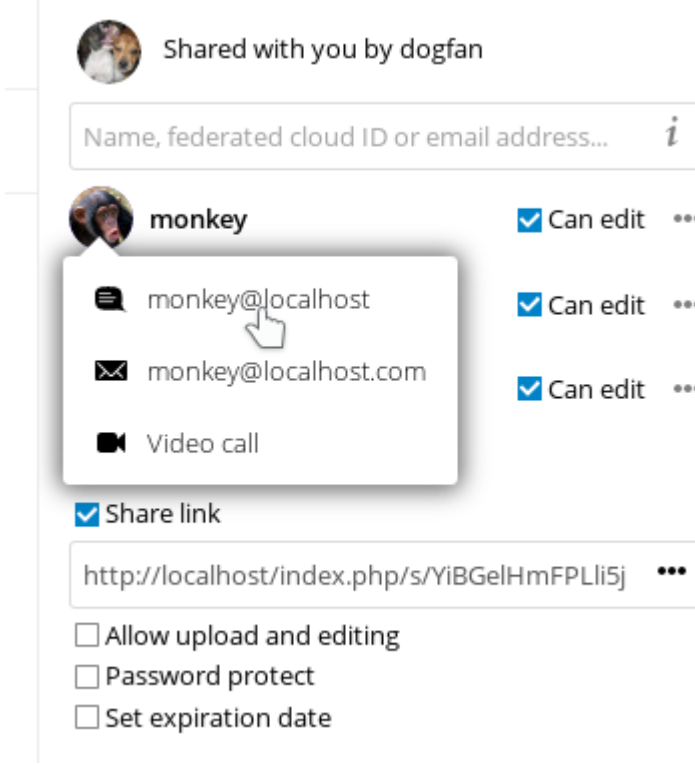 Shared with you by dogfan
Name, federated cloud ID or email address... i
monkey Can edit •••
monkey@localhost Can edit •••
monkey@localhost.com Can edit •••
Video call
Share link
http://localhost/index.php/s/YiBGelHmFPLli5j •••
Allow upload and editing
Password protect
Set expiration date